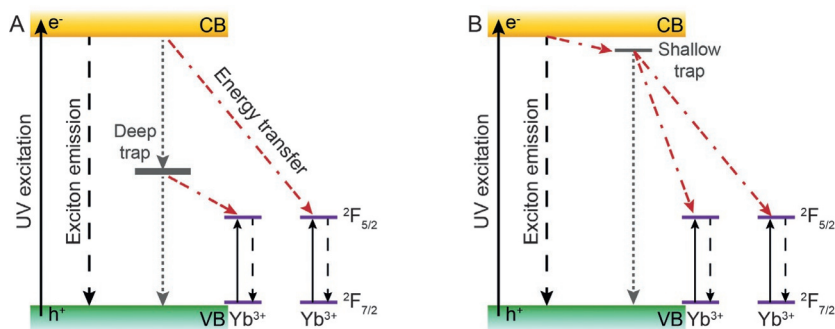 A
e-
CB
UV excitation
Exciton emission
Deep
trap
Energy transfer
²F5/2
²F7/2
h+
VB
Yb³⁺
Yb³⁺
B
e-
CB
Shallow
trap
UV excitation
Exciton emission
²F5/2
²F7/2
h+
VB
Yb³⁺
Yb³⁺